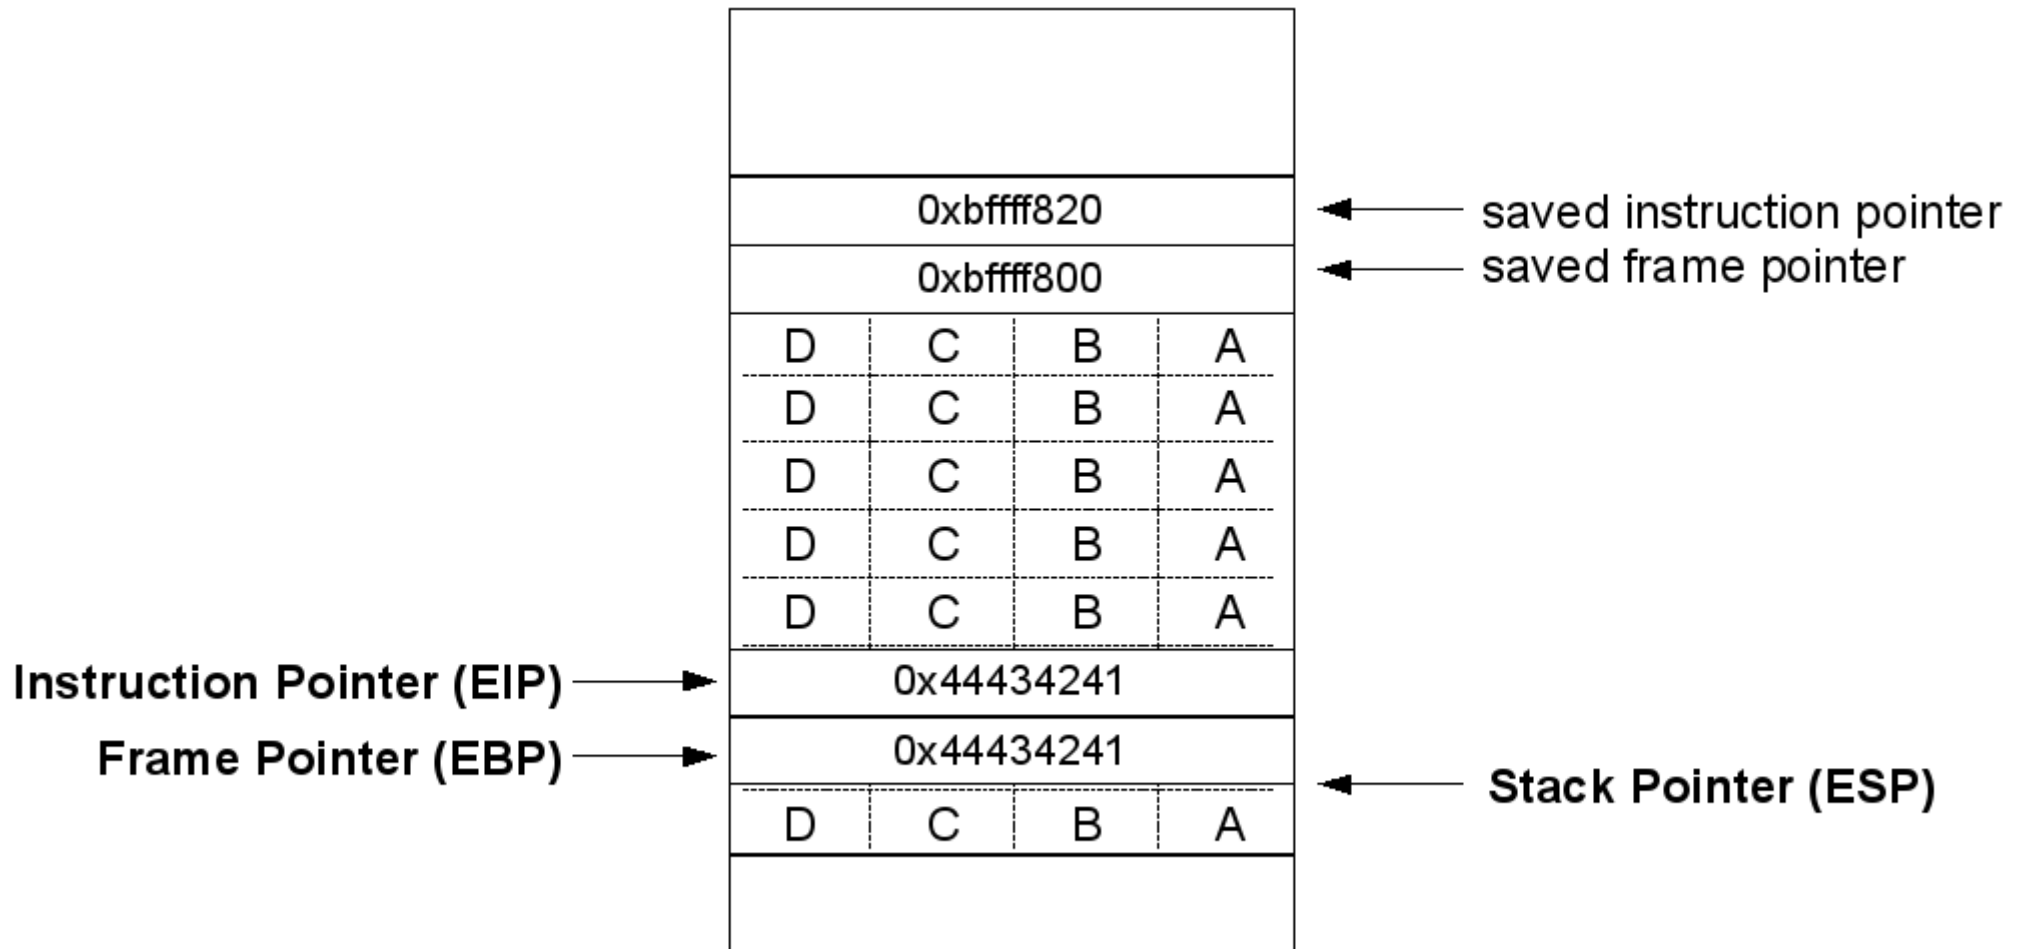 0xbffff820
saved instruction pointer
0xbffff800
saved frame pointer
D C B A
D C B A
D C B A
D C B A
D C B A
Instruction Pointer (EIP)
0x44434241
Frame Pointer (EBP)
0x44434241
Stack Pointer (ESP)
D C B A